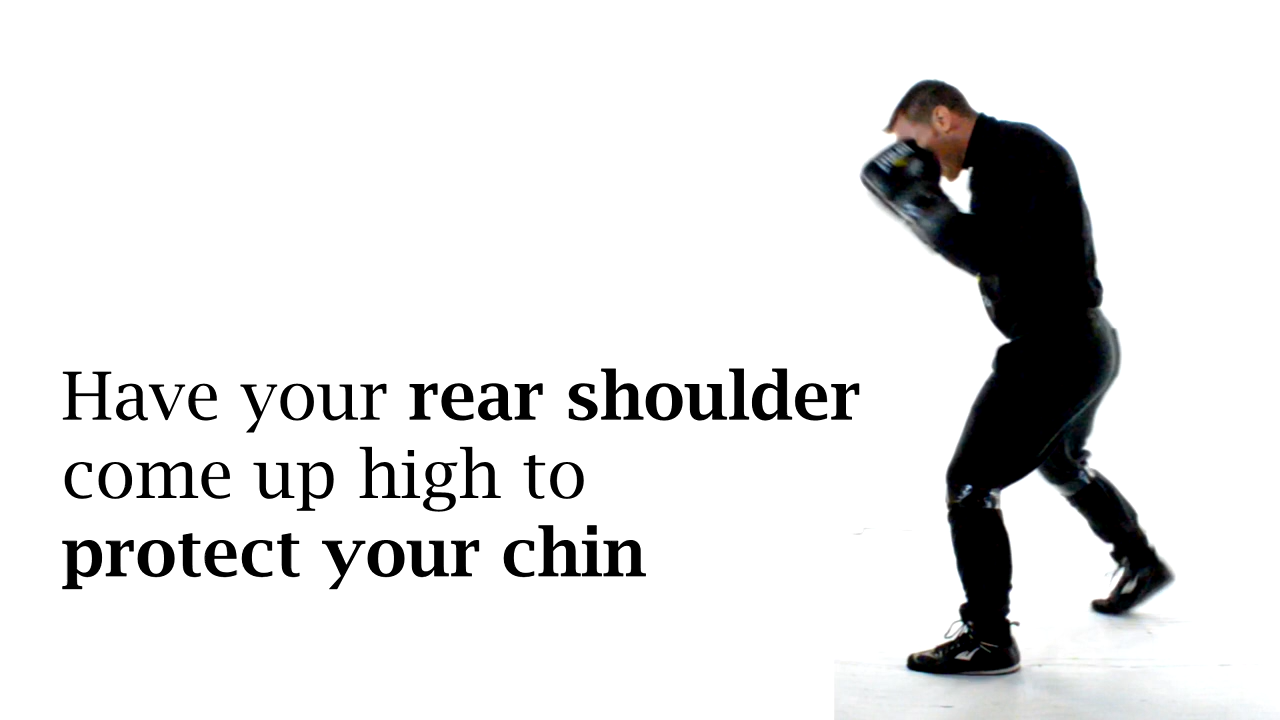 Have your rear shoulder
come up high to
protect your chin